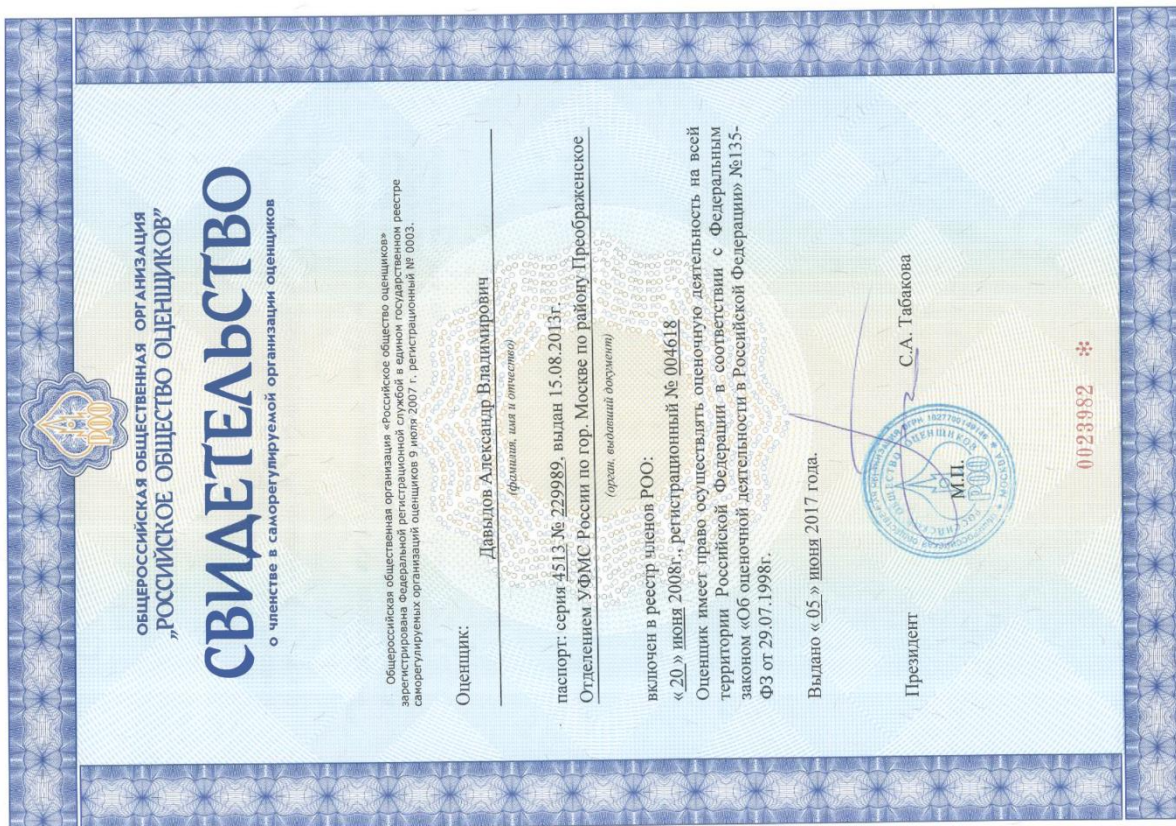 РОО
ОБЩЕРОССИЙСКАЯ ОБЩЕСТВЕННАЯ ОРГАНИЗАЦИЯ
„РОССИЙСКОЕ ОБЩЕСТВО ОЦЕНЩИКОВ”
СВИДЕТЕЛЬСТВО
о членстве в саморегулируемой организации оценщиков
Общероссийская общественная организация «Российское общество оценщиков»
зарегистрирована Федеральной регистрационной службой в едином государственном реестре
саморегулируемых организаций оценщиков 9 июля 2007 г. регистрационный № 0003.
Оценщик:
Давыдов Александр Владимирович
(фамилия, имя и отчество)
паспорт: серия 4513 № 229989, выдан 15.08.2013г.
Отделением УФМС России по гор. Москве по району Преображенское
(орган, выдавший документ)
включен в реестр членов РОО:
« 20 » июня 2008г., регистрационный № 004618
Оценщик имеет право осуществлять оценочную деятельность на всей
территории Российской Федерации в соответствии с Федеральным
законом «Об оценочной деятельности в Российской Федерации» №135-
ФЗ от 29.07.1998г.
Выдано « 05 » июня 2017 года.
Президент
С.А. Табакова
М.П.
РОО
0023982 *